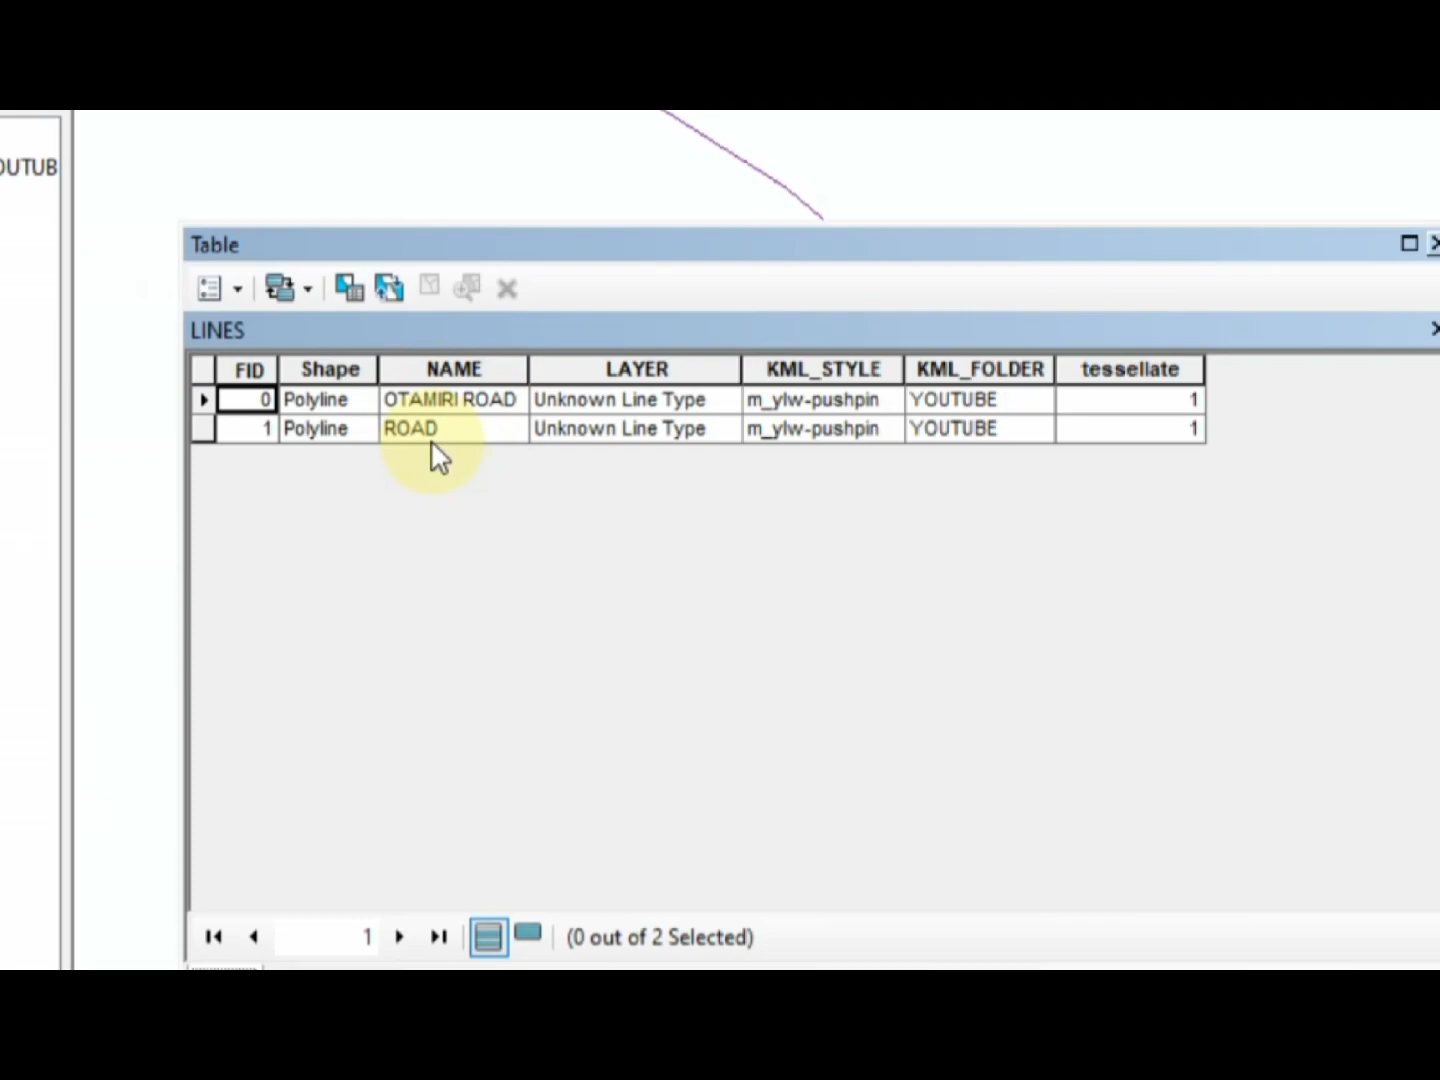 OUTUB
Table
LINES
FID Shape NAME LAYER KML_STYLE KML_FOLDER tessellate
0 Polyline OTAMIRI ROAD Unknown Line Type m_ylw-pushpin YOUTUBE 1
1 Polyline ROAD Unknown Line Type m_ylw-pushpin YOUTUBE 1
1 (0 out of 2 Selected)